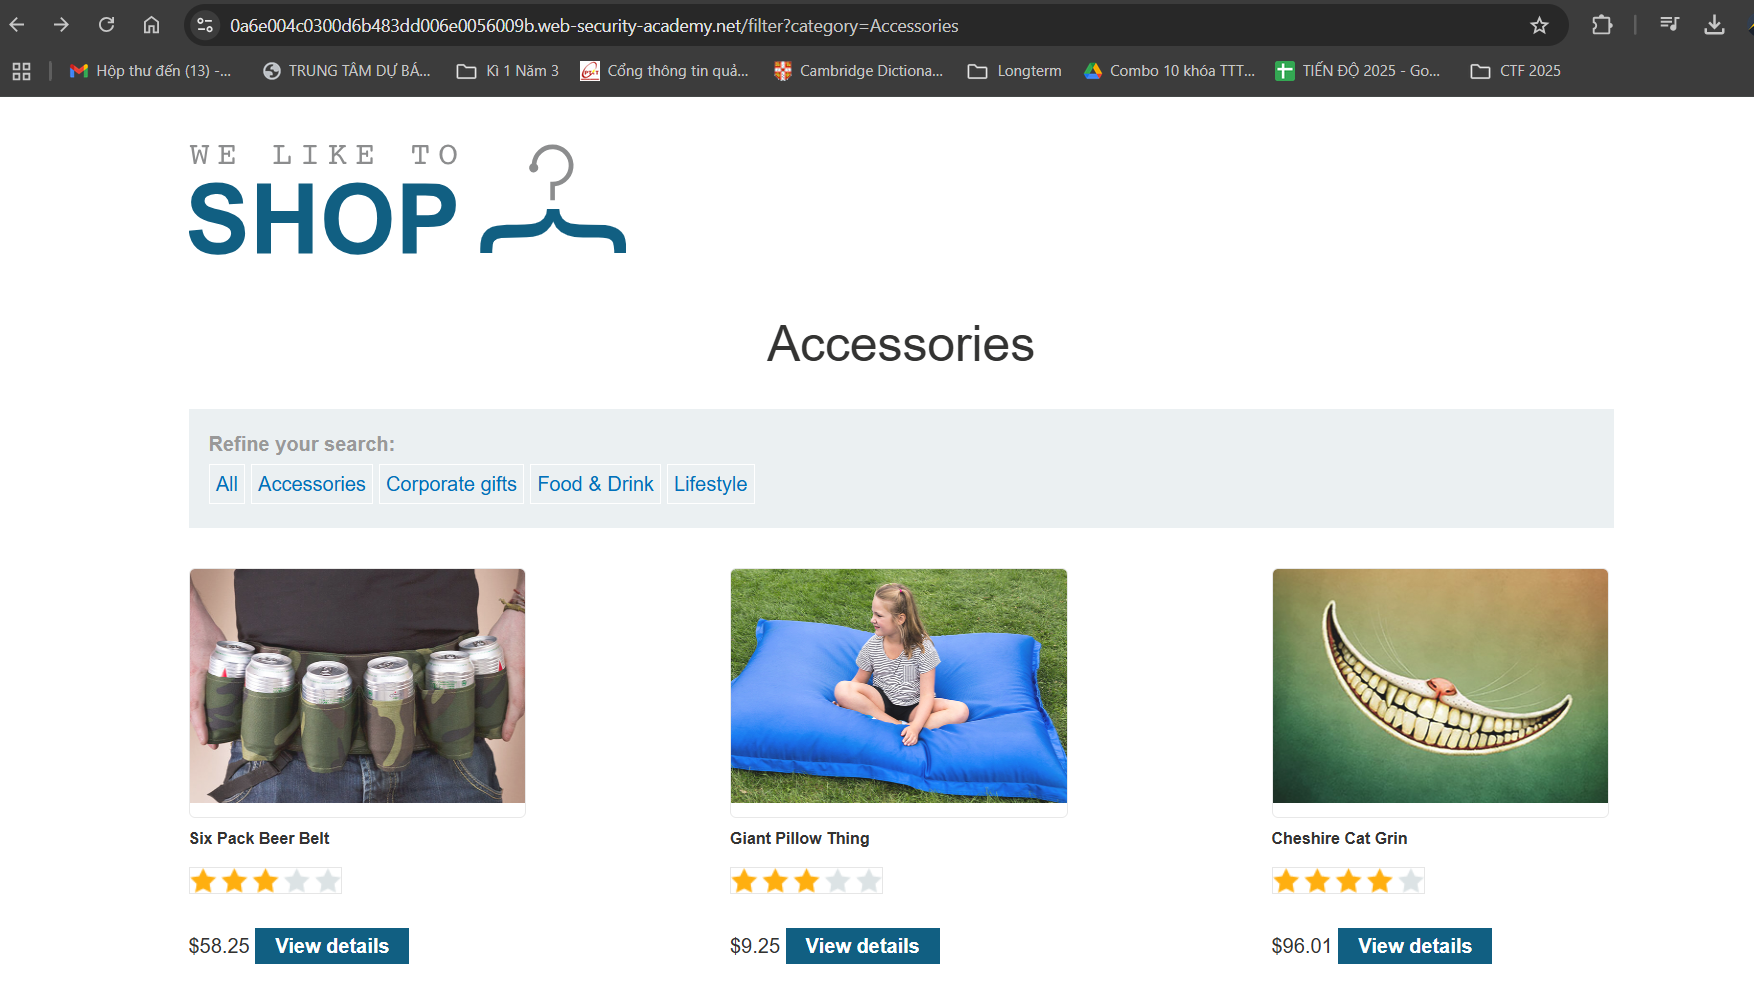 0a6e004c0300d6b483dd006e0056009b.web-security-academy.net/filter?category=Accessories
Hộp thư đến (13) -... TRUNG TÂM DỰ BÁ... Kì 1 Năm 3 Cổng thông tin quả... Cambridge Dictiona... Longterm Combo 10 khóa TTT... TIẾN ĐỘ 2025 - Go... CTF 2025
WE LIKE TO
SHOP
Accessories
Refine your search:
All Accessories Corporate gifts Food & Drink Lifestyle
Six Pack Beer Belt Giant Pillow Thing Cheshire Cat Grin
$58.25 View details $9.25 View details $96.01 View details